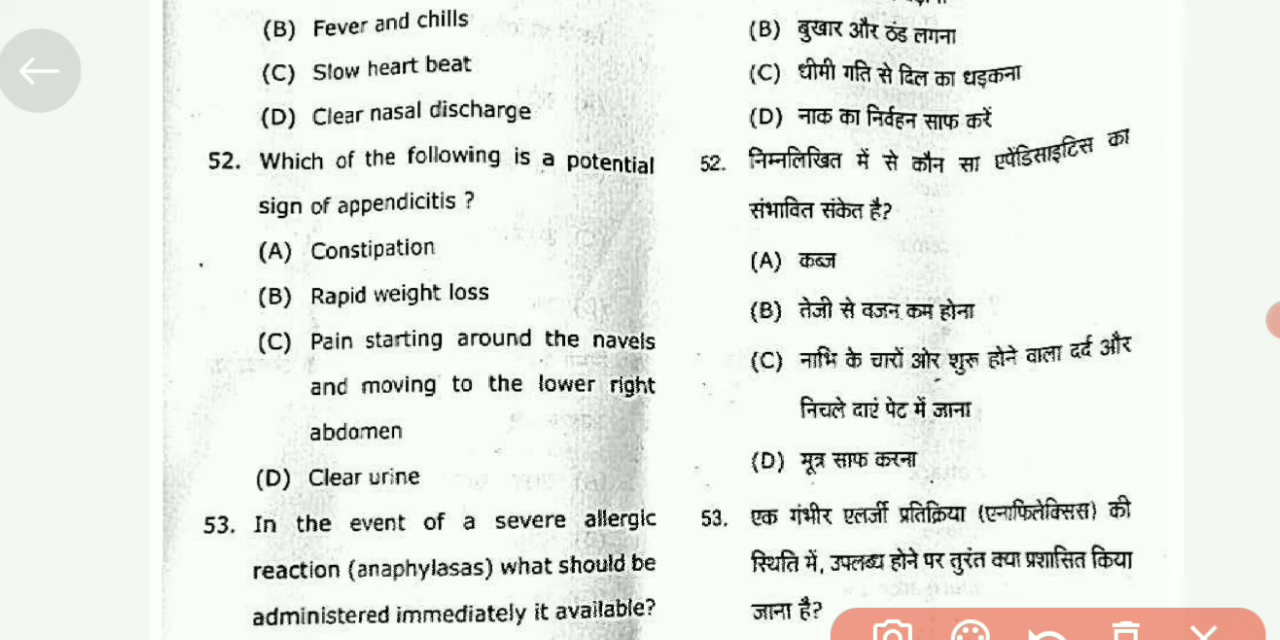 (B) Fever and chills
(C) Slow heart beat
(D) Clear nasal discharge
52. Which of the following is a potential
sign of appendicitis ?
(A) Constipation
(B) Rapid weight loss
(C) Pain starting around the navels
and moving to the lower right
abdomen
(D) Clear urine
53. In the event of a severe allergic
reaction (anaphylasas) what should be
administered immediately it available?
(B) बुखार और ठंड लगना
(C) धीमी गति से दिल का धड़कना
(D) नाक का निर्वहन साफ करें
52. निम्नलिखित में से कौन सा एपेंडिसाइटिस का
संभावित संकेत है?
(A) कब्ज
(B) तेजी से वजन कम होना
(C) नाभि के चारों ओर शुरू होने वाला दर्द और
निचले दाएं पेट में जाना
(D) मूत्र साफ करना
53. एक गंभीर एलर्जी प्रतिक्रिया (एनाफिलेक्सिस) की
स्थिति में, उपलब्ध होने पर तुरंत क्या प्रशासित किया
जाना है?